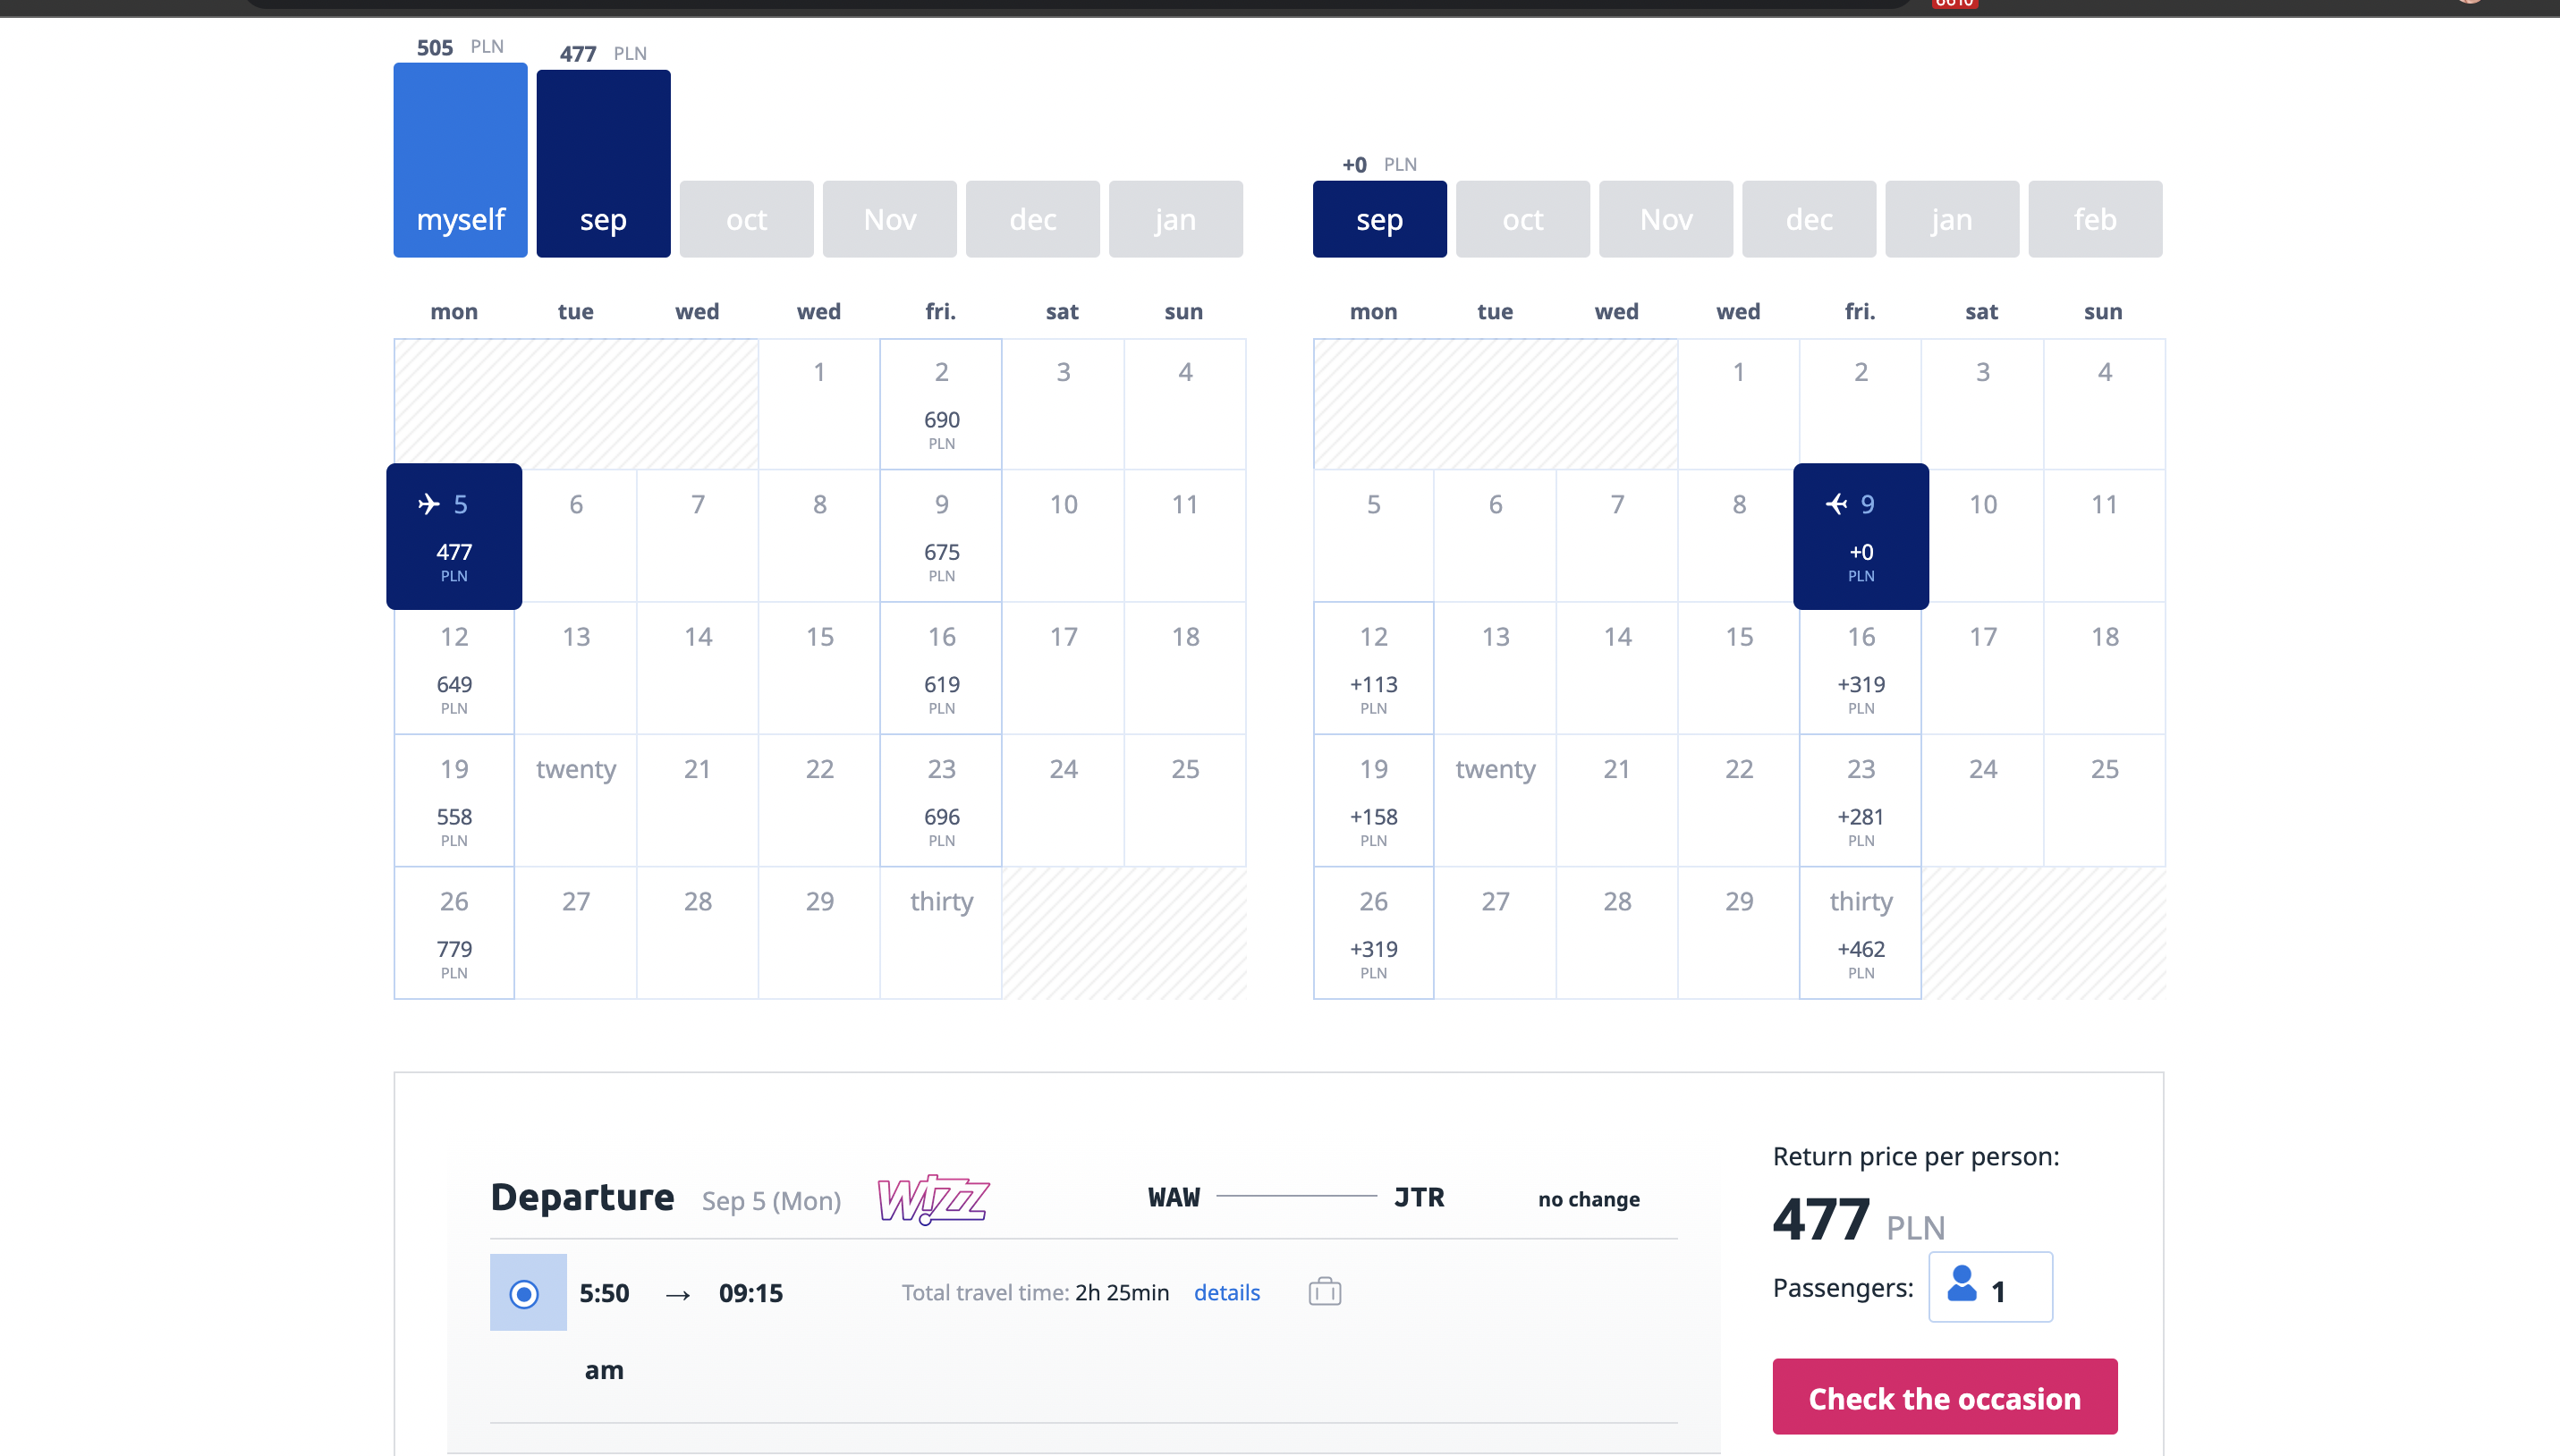 6610
505 PLN
477 PLN
+0 PLN
myself sep oct Nov dec jan
sep oct Nov dec jan feb
mon tue wed wed fri. sat sun
1 2 3 4
690
PLN
5 6 7 8 9 10 11
477 675
PLN PLN
12 13 14 15 16 17 18
649 619
PLN PLN
19 twenty 21 22 23 24 25
558 696
PLN PLN
26 27 28 29 thirty
779
PLN
mon tue wed wed fri. sat sun
1 2 3 4
5 6 7 8 9 10 11
+0
PLN
12 13 14 15 16 17 18
+113 +319
PLN PLN
19 twenty 21 22 23 24 25
+158 +281
PLN PLN
26 27 28 29 thirty
+319 +462
PLN PLN
Departure Sep 5 (Mon) Wizz WAW JTR no change
5:50 → 09:15 Total travel time: 2h 25min details
am
Return price per person:
477 PLN
Passengers: 1
Check the occasion